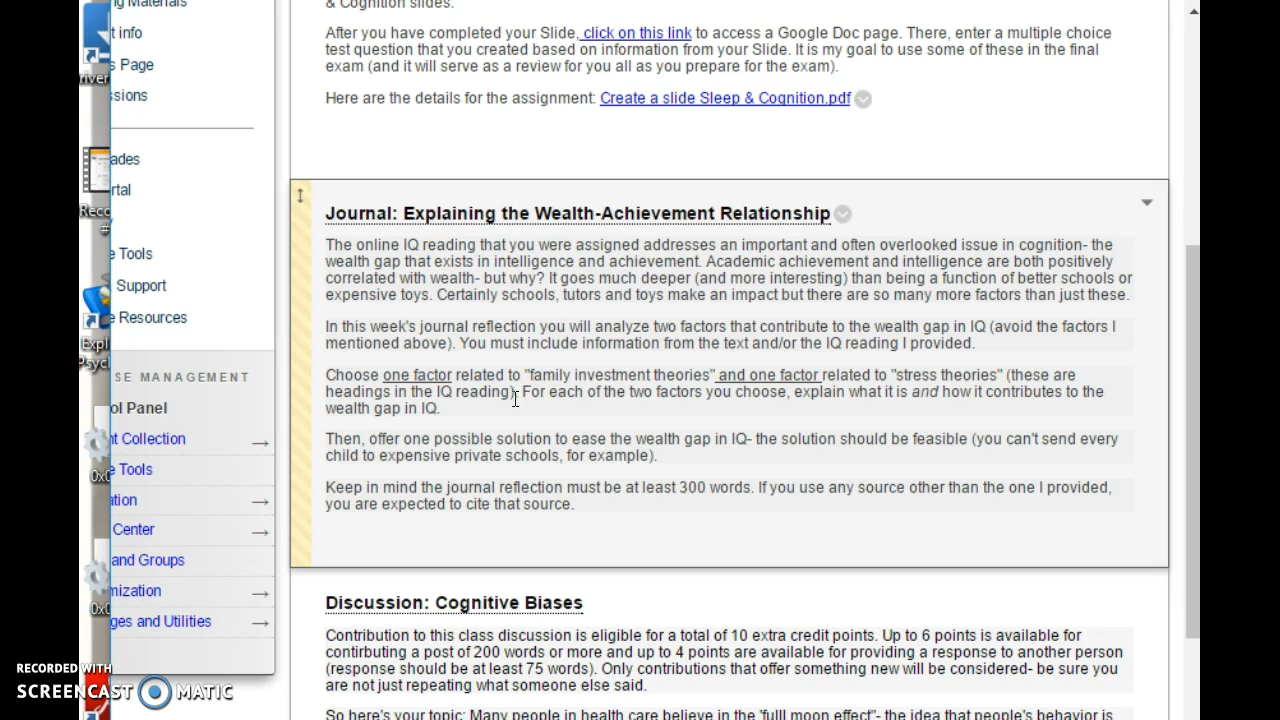 & Cognition slides.
After you have completed your Slide, click on this link to access a Google Doc page. There, enter a multiple choice
test question that you created based on information from your Slide. It is my goal to use some of these in the final
exam (and it will serve as a review for you all as you prepare for the exam).
Here are the details for the assignment: Create a slide Sleep & Cognition.pdf
Journal: Explaining the Wealth-Achievement Relationship
The online IQ reading that you were assigned addresses an important and often overlooked issue in cognition- the
wealth gap that exists in intelligence and achievement. Academic achievement and intelligence are both positively
correlated with wealth- but why? It goes much deeper (and more interesting) than being a function of better schools or
expensive toys. Certainly schools, tutors and toys make an impact but there are so many more factors than just these.
In this week's journal reflection you will analyze two factors that contribute to the wealth gap in IQ (avoid the factors I
mentioned above). You must include information from the text and/or the IQ reading I provided.
Choose one factor related to "family investment theories" and one factor related to "stress theories" (these are
headings in the IQ reading). For each of the two factors you choose, explain what it is and how it contributes to the
wealth gap in IQ.
Then, offer one possible solution to ease the wealth gap in IQ- the solution should be feasible (you can't send every
child to expensive private schools, for example).
Keep in mind the journal reflection must be at least 300 words. If you use any source other than the one I provided,
you are expected to cite that source.
Discussion: Cognitive Biases
Contribution to this class discussion is eligible for a total of 10 extra credit points. Up to 6 points is available for
contirbuting a post of 200 words or more and up to 4 points are available for providing a response to another person
(response should be at least 75 words). Only contributions that offer something new will be considered- be sure you
are not just repeating what someone else said.
So here's your topic: Many people in health care believe in the "fulll moon effect"- the idea that people's behavior is
ng Materials
t info
s Page
sions
ades
rtal
e Tools
Support
e Resources
SE MANAGEMENT
ol Panel
nt Collection
e Tools
ation
Center
and Groups
mization
ges and Utilities
river
Reco
#
Expl
Psyc
0x0
0x0
RECORDED WITH
SCREENCAST MATIC